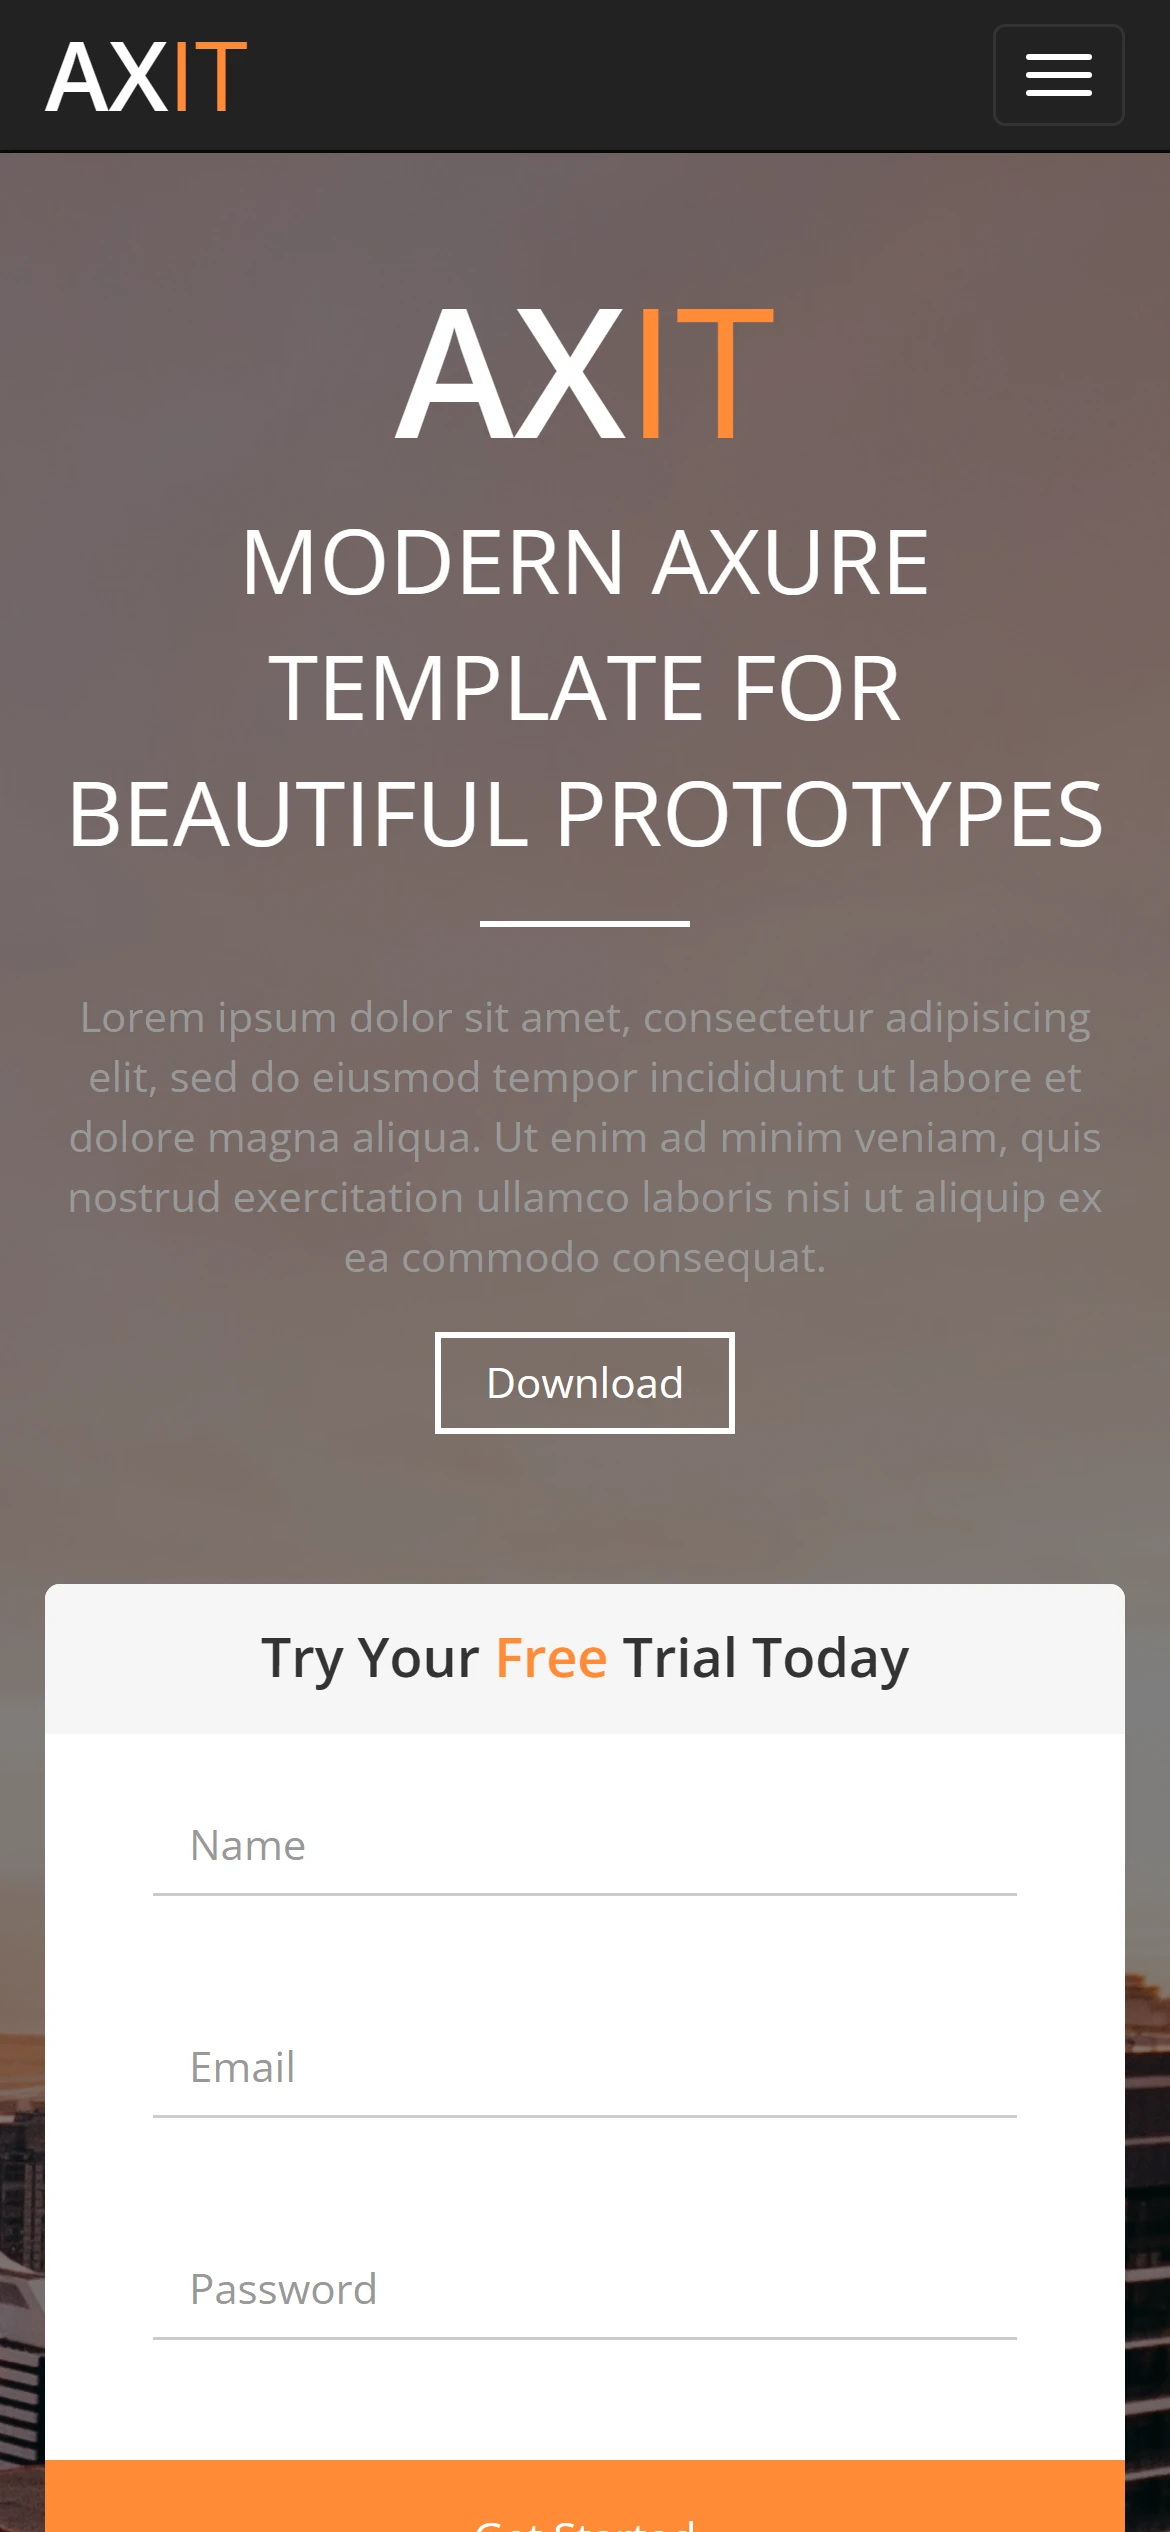 AXIT
AXIT
MODERN AXURE
TEMPLATE FOR
BEAUTIFUL PROTOTYPES
Lorem ipsum dolor sit amet, consectetur adipisicing
elit, sed do eiusmod tempor incididunt ut labore et
dolore magna aliqua. Ut enim ad minim veniam, quis
nostrud exercitation ullamco laboris nisi ut aliquip ex
ea commodo consequat.
Download
Try Your Free Trial Today
Name
Email
Password
Get Started